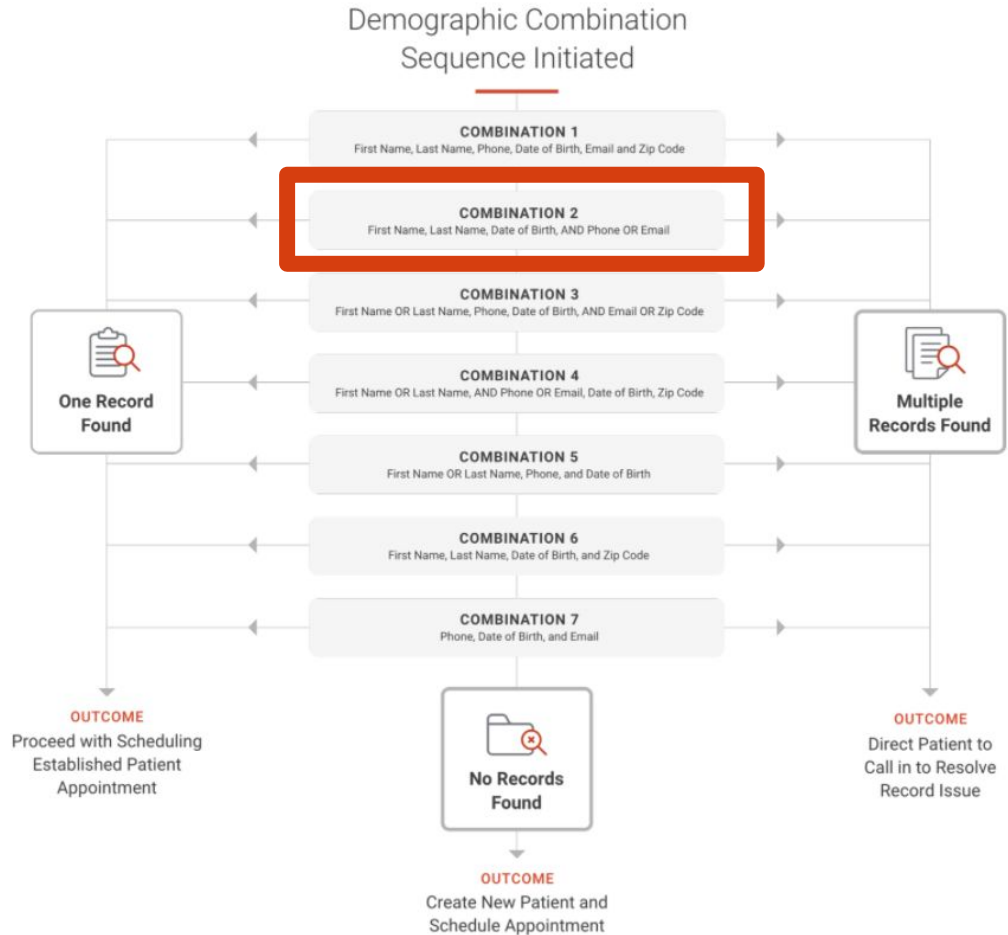 Demographic Combination
Sequence Initiated
COMBINATION 1
First Name, Last Name, Phone, Date of Birth, Email and Zip Code
COMBINATION 2
First Name, Last Name, Date of Birth, AND Phone OR Email
COMBINATION 3
First Name OR Last Name, Phone, Date of Birth, AND Email OR Zip Code
COMBINATION 4
First Name OR Last Name, AND Phone OR Email, Date of Birth, Zip Code
COMBINATION 5
First Name OR Last Name, Phone, and Date of Birth
COMBINATION 6
First Name, Last Name, Date of Birth, and Zip Code
COMBINATION 7
Phone, Date of Birth, and Email
One Record
Found
Multiple
Records Found
No Records
Found
OUTCOME
Proceed with Scheduling
Established Patient
Appointment
OUTCOME
Direct Patient to
Call in to Resolve
Record Issue
OUTCOME
Create New Patient and
Schedule Appointment